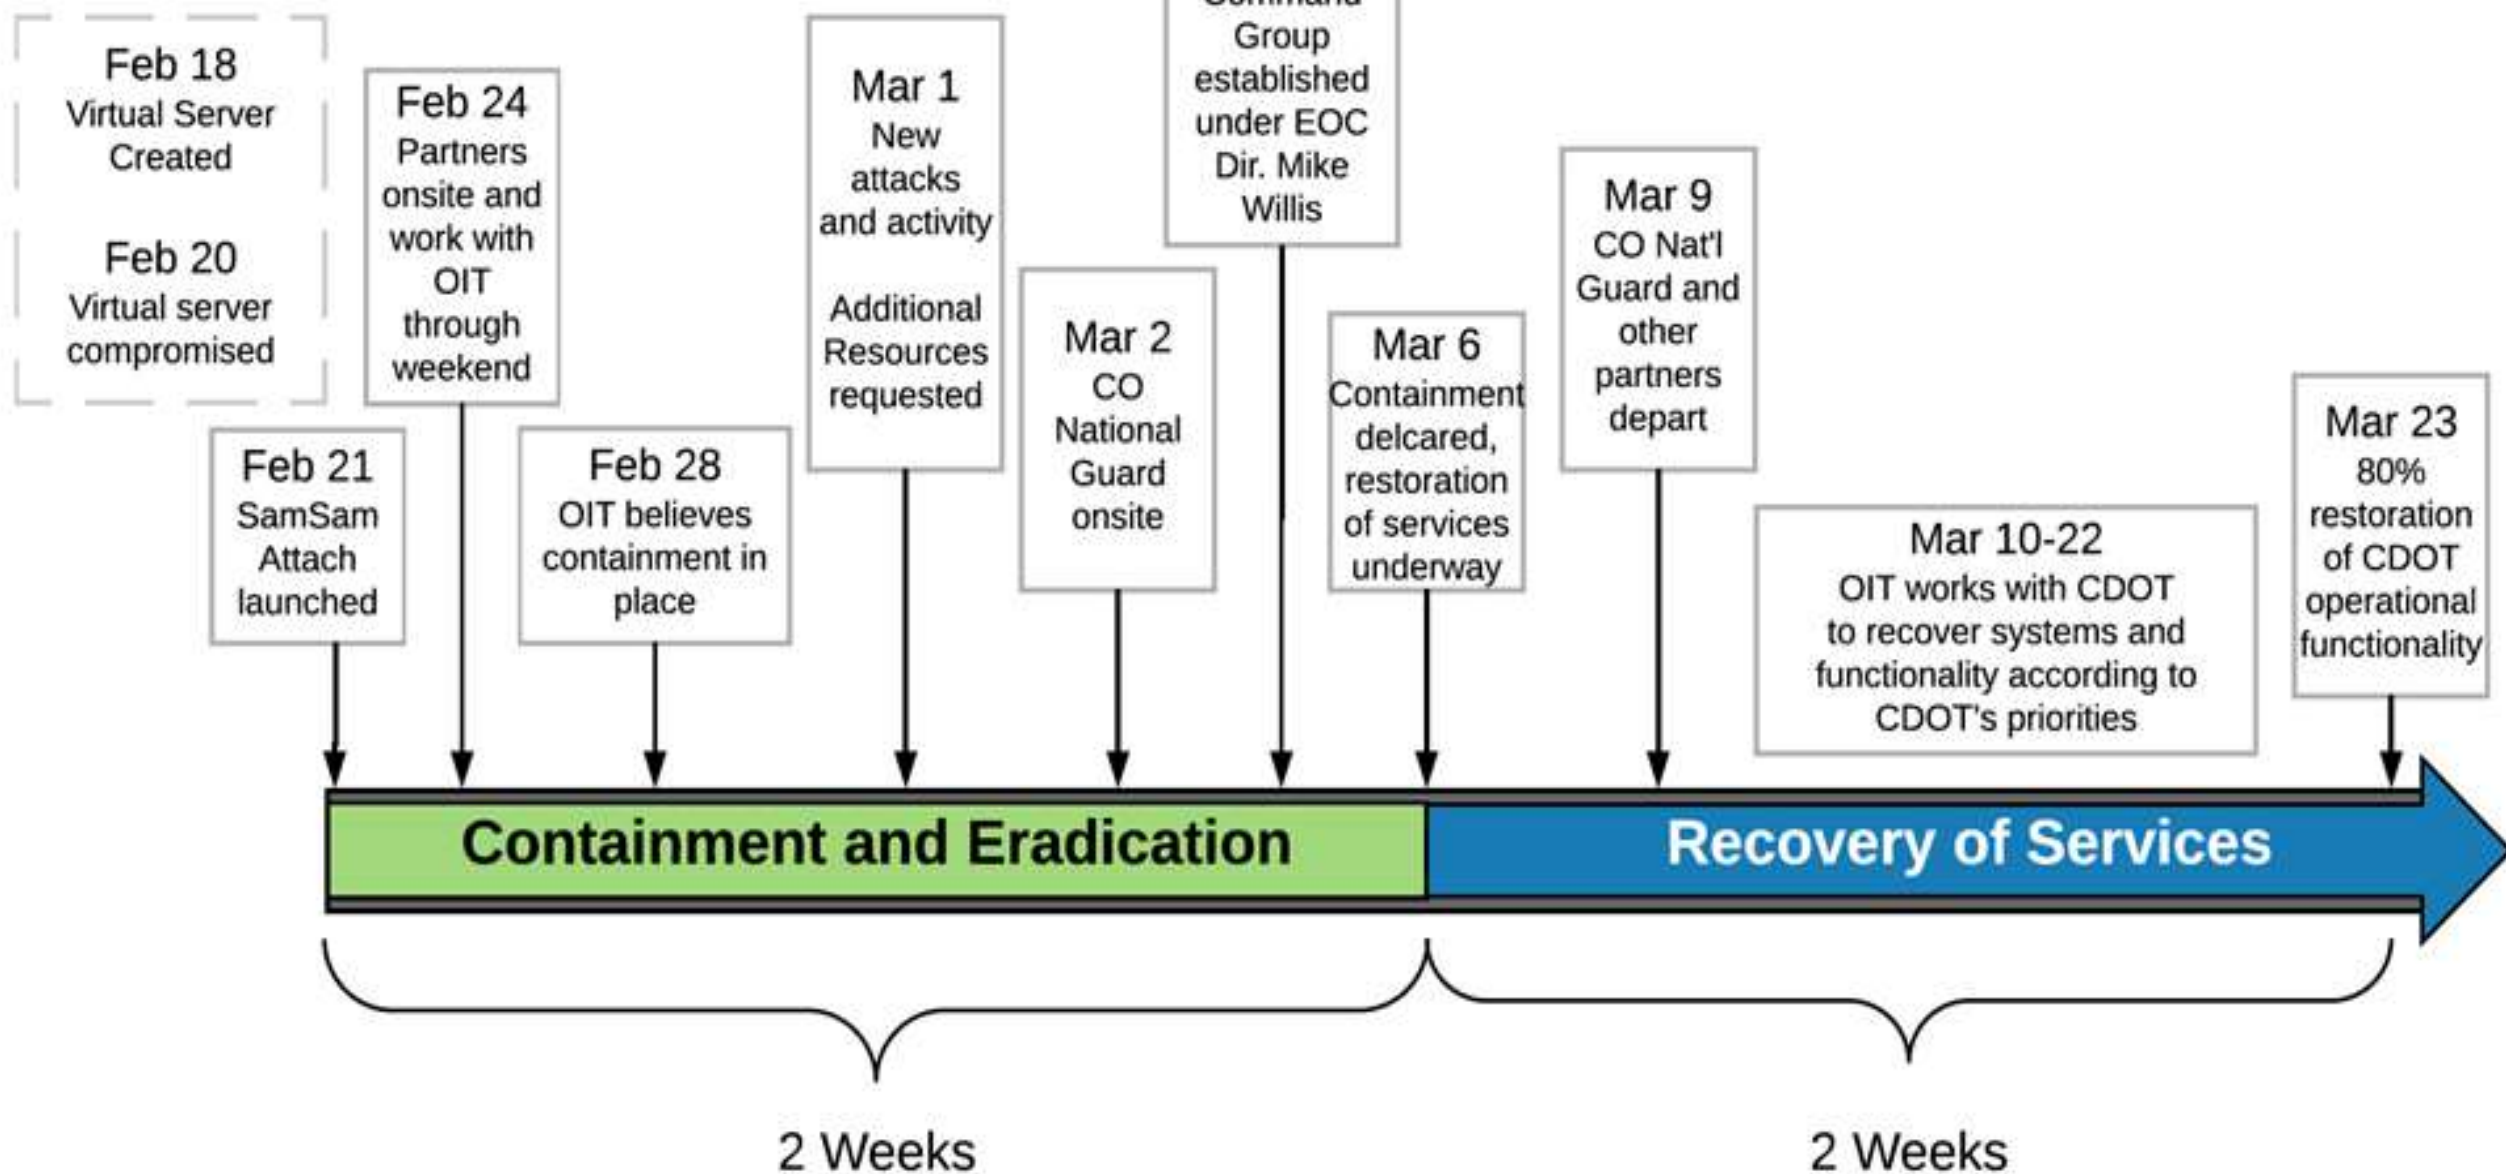 Feb 18
Virtual Server
Created
Feb 20
Virtual server
compromised
Feb 21
SamSam
Attach
launched
Feb 24
Partners
onsite and
work with
OIT
through
weekend
Feb 28
OIT believes
containment in
place
Mar 1
New
attacks
and activity
Additional
Resources
requested
Mar 2
CO
National
Guard
onsite
Command
Group
established
under EOC
Dir. Mike
Willis
Mar 6
Containment
delcared,
restoration
of services
underway
Mar 9
CO Nat'l
Guard and
other
partners
depart
Mar 10-22
OIT works with CDOT
to recover systems and
functionality according to
CDOT's priorities
Mar 23
80%
restoration
of CDOT
operational
functionality
Containment and Eradication
Recovery of Services
2 Weeks
2 Weeks